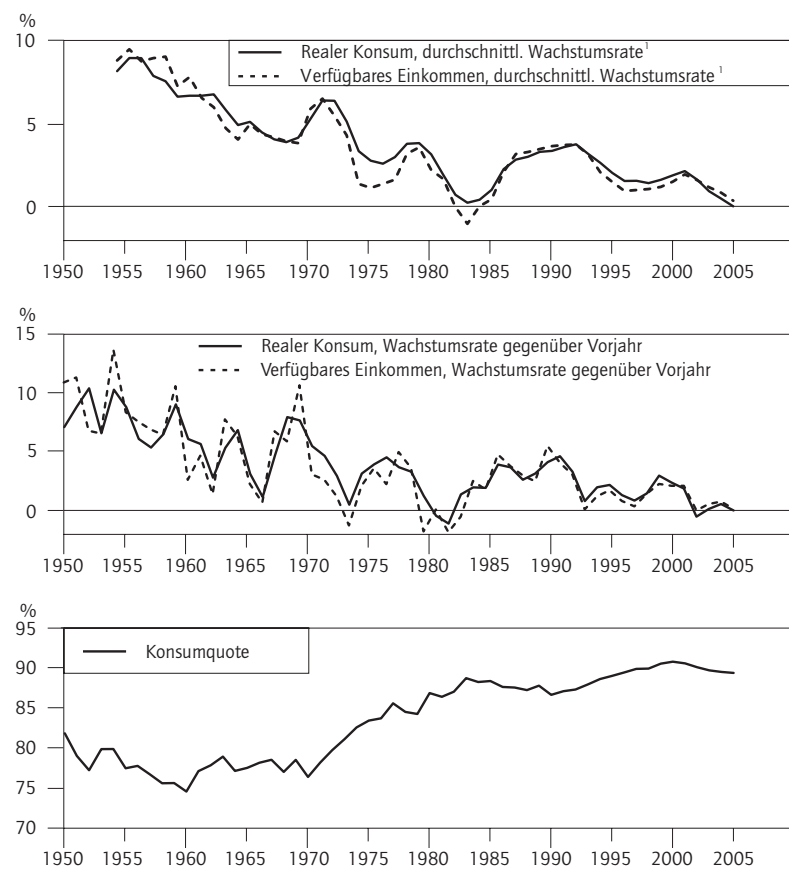 %
10
Realer Konsum, durchschnittl. Wachstumsrate¹
Verfügbares Einkommen, durchschnittl. Wachstumsrate ¹
5
0
1950 1955 1960 1965 1970 1975 1980 1985 1990 1995 2000 2005
%
15
Realer Konsum, Wachstumsrate gegenüber Vorjahr
Verfügbares Einkommen, Wachstumsrate gegenüber Vorjahr
10
5
0
1950 1955 1960 1965 1970 1975 1980 1985 1990 1995 2000 2005
%
95
Konsumquote
90
85
80
75
70
1950 1955 1960 1965 1970 1975 1980 1985 1990 1995 2000 2005